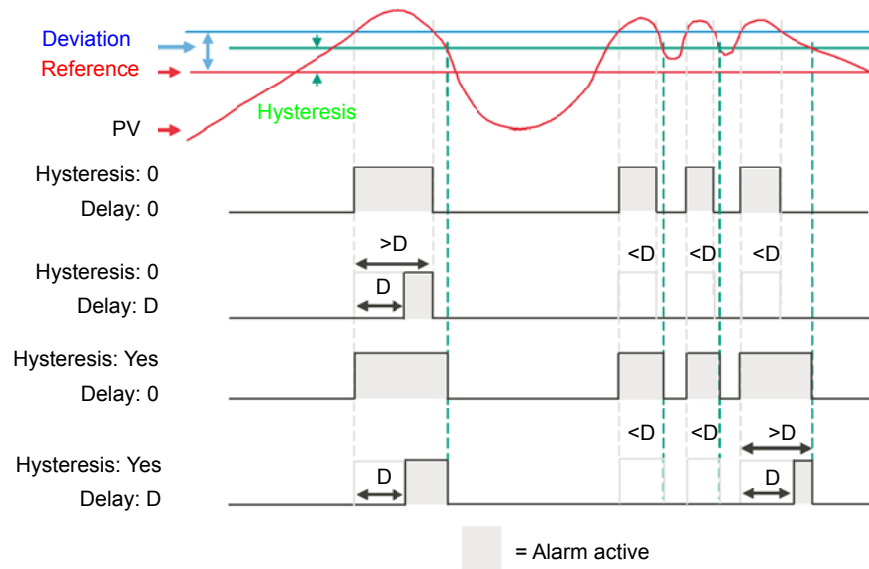 Deviation
Reference
Hysteresis
PV
Hysteresis: 0
Delay: 0
>D
<D
<D
<D
Hysteresis: 0
D
Delay: D
Hysteresis: Yes
Delay: 0
<D
<D
>D
Hysteresis: Yes
D
D
Delay: D
= Alarm active